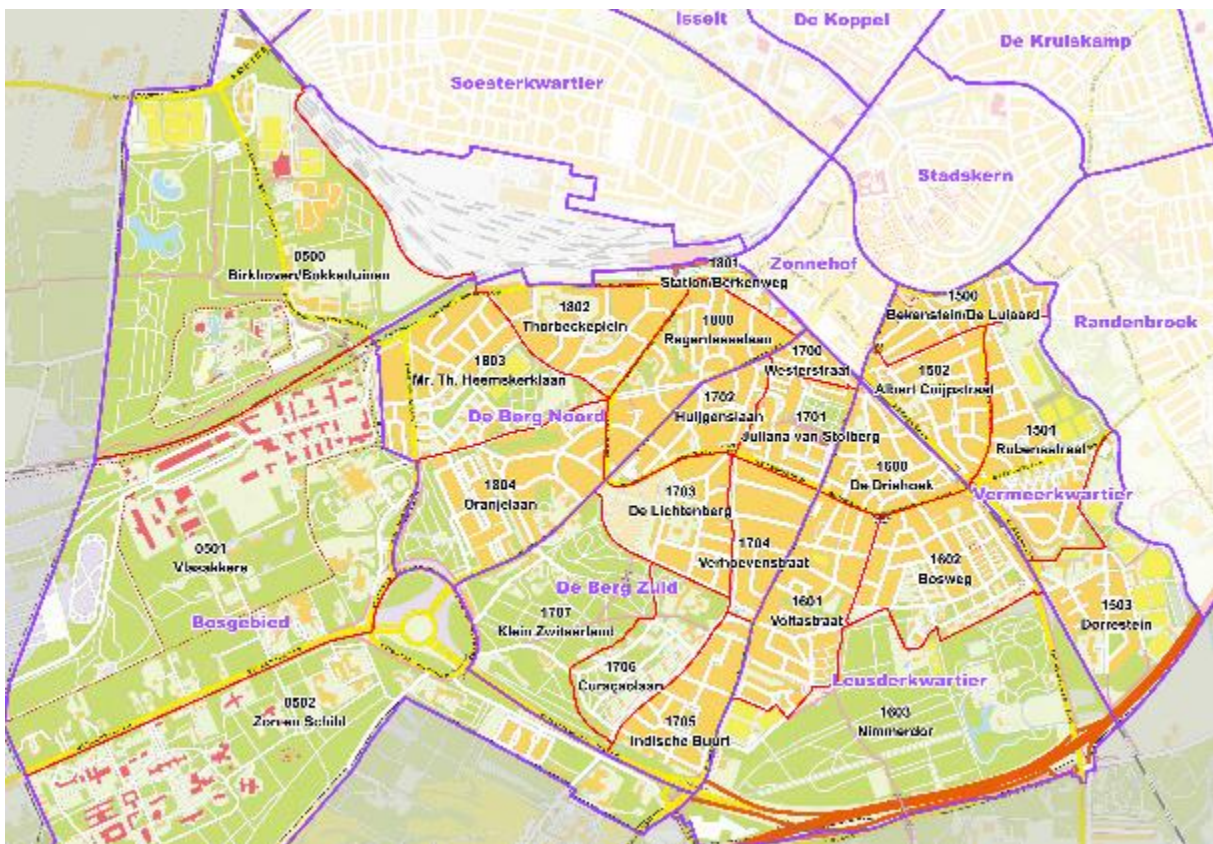 Isselt
De Koppel
De Kruiskamp
Soesterkwartier
Stadskern
0500
Birkhoven/Bokkeduinen
1801
Station/Berkenweg
Zonnehof
1500
Bekenstein/De Luiaard
Randenbroek
1802
Thorbeckeplein
1800
Regentesselaan
1803
Mr. Th. Heemskerklaan
1700
Westerstraat
1502
Albert Cuijpstraat
De Berg Noord
1702
Huijgenslaan
1701
Juliana van Stolberg
1501
Rubensstraat
1804
Oranjelaan
1703
De Lichtenberg
1600
De Driehoek
Vermeerkwartier
0501
Vlasakkers
1704
Verhoevenstraat
1602
Bosweg
De Berg Zuid
Bosgebied
1707
Klein Zwitserland
1601
Voltastraat
1503
Dorrestein
1706
Curaçaolaan
Leusderkwartier
0502
Zon en Schild
1705
Indische Buurt
1603
Nimmerdor